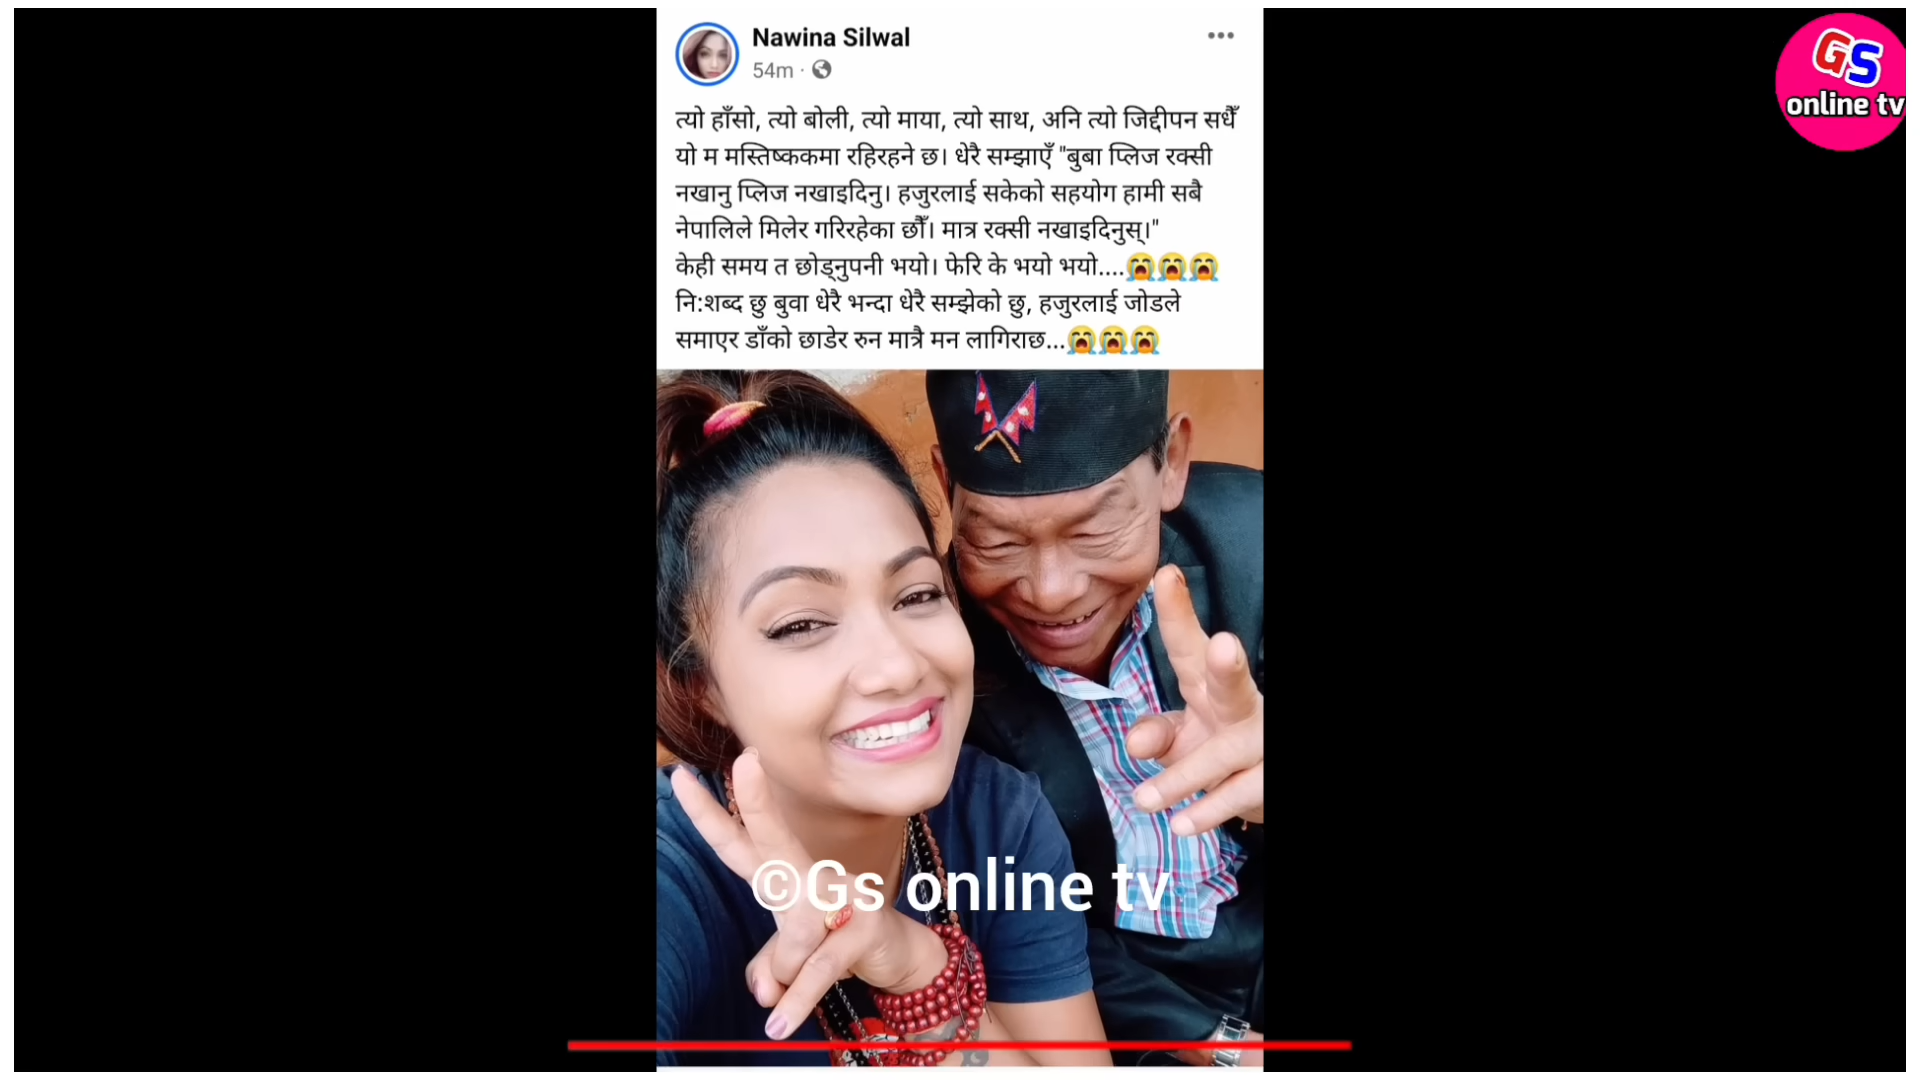 Nawina Silwal
54m ·
त्यो हाँसो, त्यो बोली, त्यो माया, त्यो साथ, अनि त्यो जिद्दीपन सधैँ
यो म मस्तिष्ककमा रहिरहने छ। धेरै सम्झाएँ "बुबा प्लिज रक्सी
नखानु प्लिज नखाइदिनु। हजुरलाई सकेको सहयोग हामी सबै
नेपालिले मिलेर गरिरहेका छौँ। मात्र रक्सी नखाइदिनुस्।"
केही समय त छोड्नुपनी भयो। फेरि के भयो भयो....😭😭😭
नि:शब्द छु बुवा धेरै भन्दा धेरै सम्झेको छु, हजुरलाई जोडले
समाएर डाँको छाडेर रुन मात्रै मन लागिराछ...😭😭😭
GS
online tv
©Gs online tv